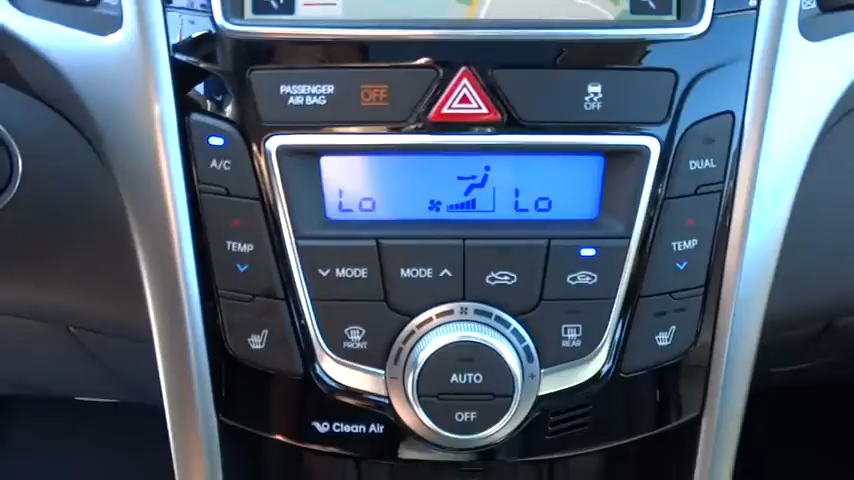 PASSENGER
AIR BAG
OFF
OFF
A/C
DUAL
Lo
Lo
TEMP
TEMP
MODE
MODE
FRONT
REAR
AUTO
OFF
Clean Air